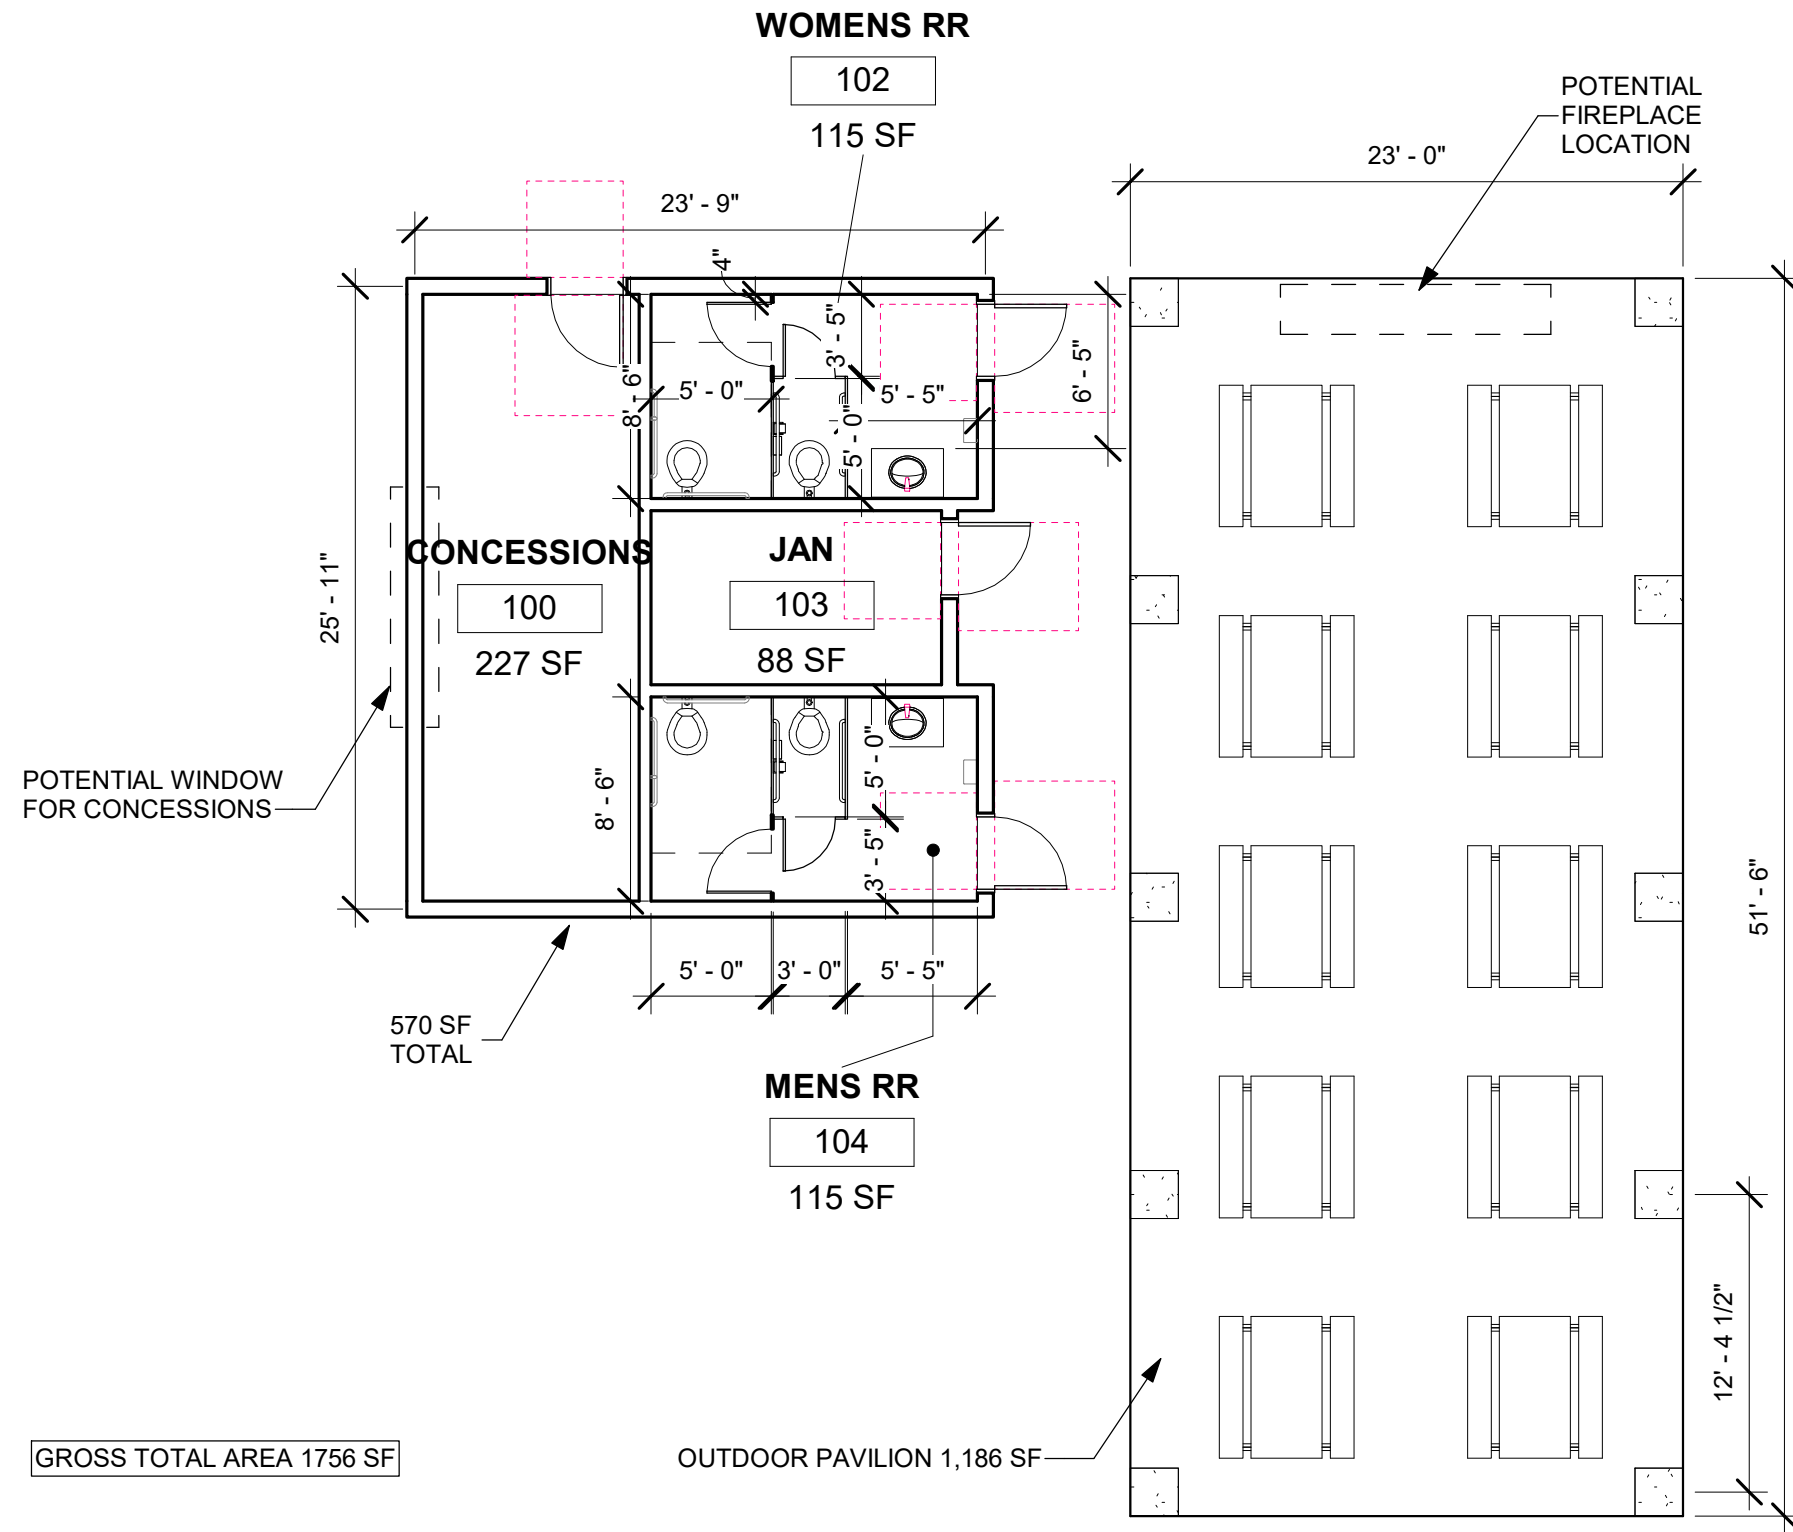 WOMENS RR
102
115 SF
POTENTIAL
FIREPLACE
LOCATION
23' - 0"
23' - 9"
4"
3' - 5"
6' - 5"
8' - 6"
5' - 0"
5' - 5"
5' - 0"
25' - 11"
CONCESSIONS
100
227 SF
JAN
103
88 SF
POTENTIAL WINDOW
FOR CONCESSIONS
8' - 6"
5' - 0"
3' - 5"
51' - 6"
5' - 0"
3' - 0"
5' - 5"
570 SF
TOTAL
MENS RR
104
115 SF
12' - 4 1/2"
GROSS TOTAL AREA 1756 SF
OUTDOOR PAVILION 1,186 SF